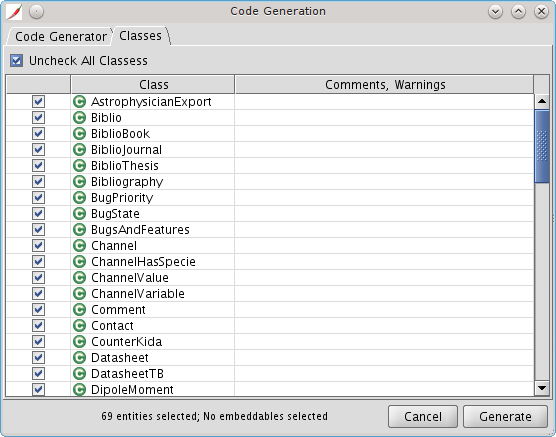 Code Generation
Code Generator Classes
Uncheck All Classess
Class Comments, Warnings
AstrophysicianExport
Biblio
BiblioBook
BiblioJournal
BiblioThesis
Bibliography
BugPriority
BugState
BugsAndFeatures
Channel
ChannelHasSpecie
ChannelValue
ChannelVariable
Comment
Contact
CounterKida
Datasheet
DatasheetTB
DipoleMoment
69 entities selected; No embeddables selected
Cancel Generate